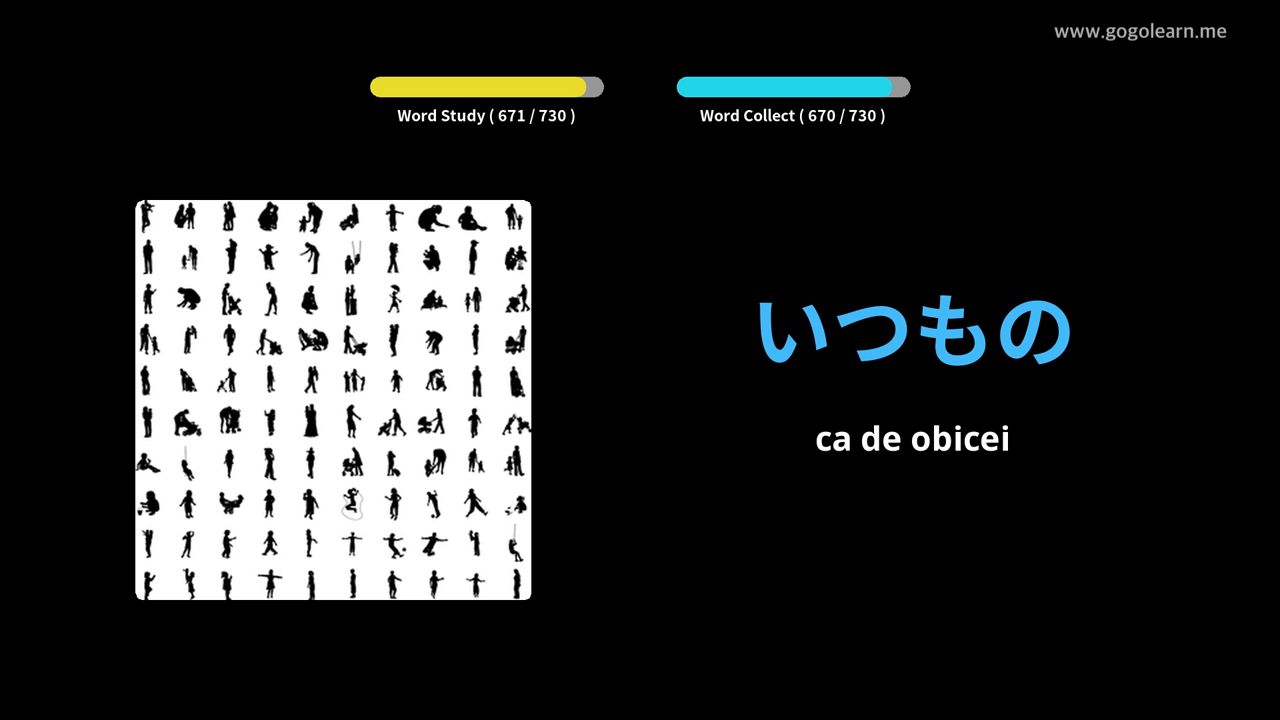 www.gogolearn.me
Word Study ( 671 / 730 )
Word Collect ( 670 / 730 )
いつもの
ca de obicei